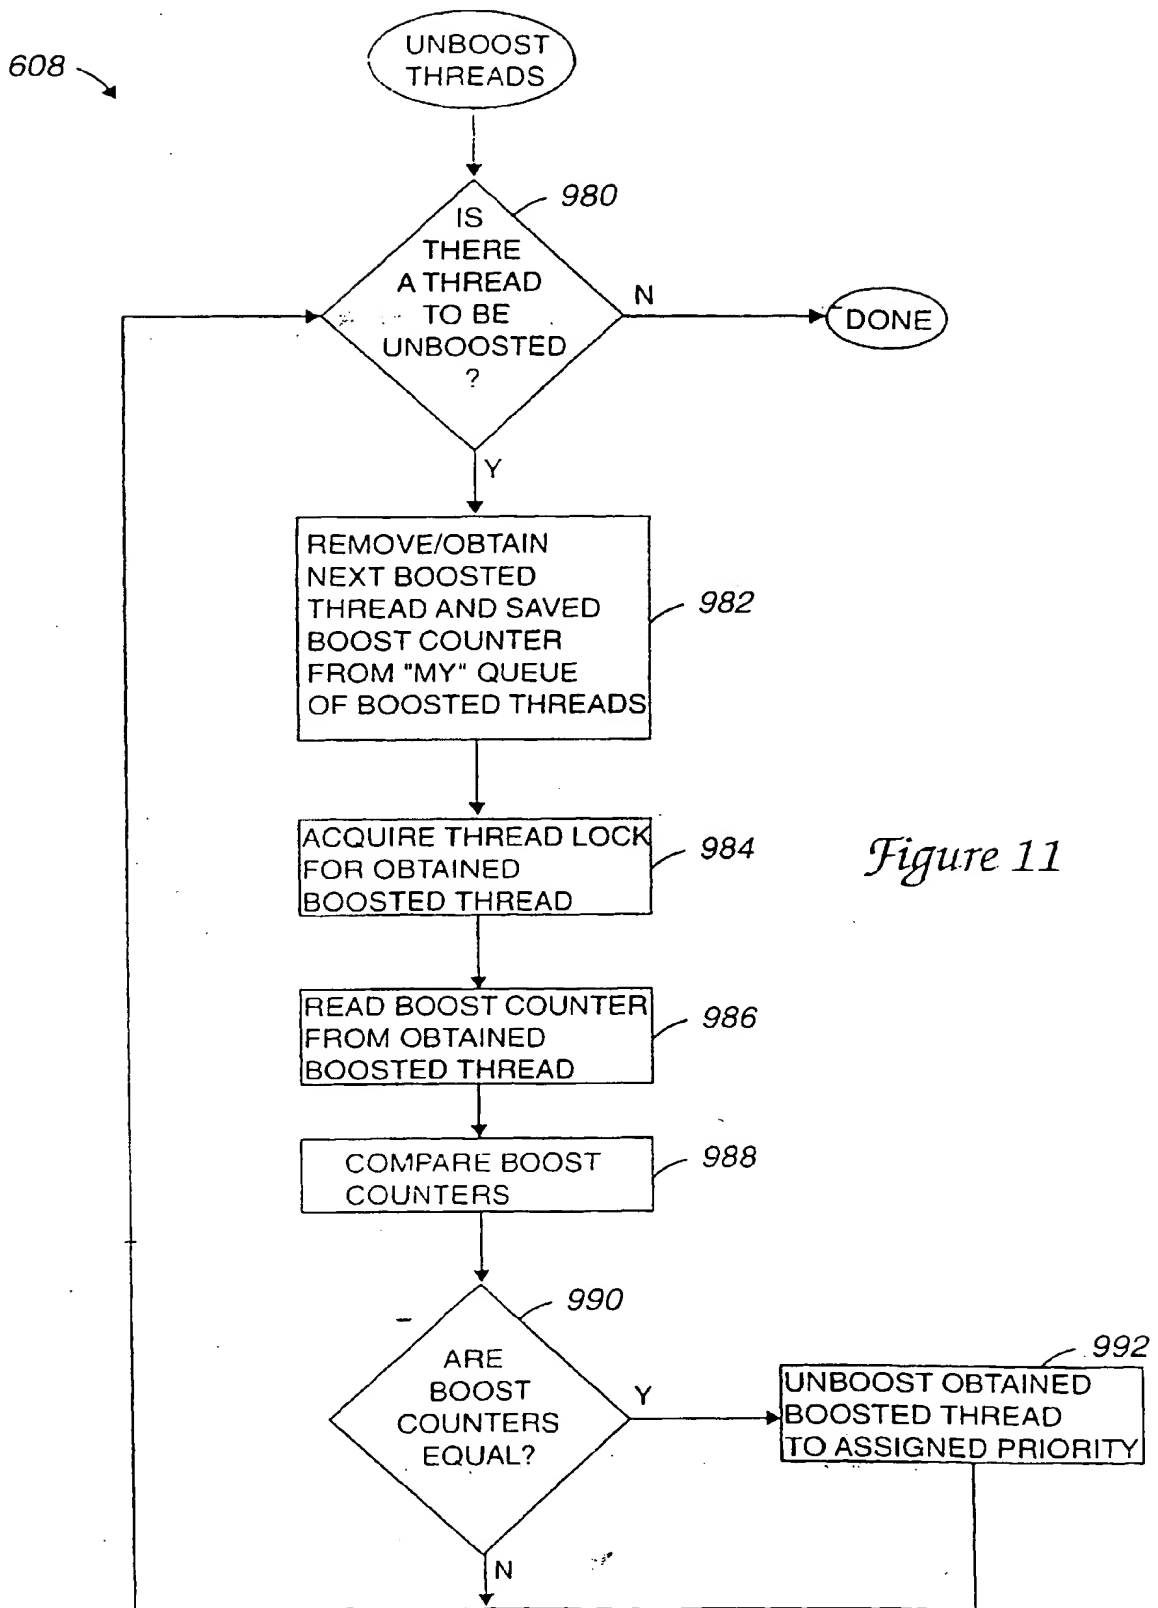 608
UNBOOST
THREADS
980
IS
THERE
A THREAD
TO BE
UNBOOSTED
?
N
DONE
Y
REMOVE/OBTAIN
NEXT BOOSTED
THREAD AND SAVED
BOOST COUNTER
FROM "MY" QUEUE
OF BOOSTED THREADS
982
ACQUIRE THREAD LOCK
FOR OBTAINED
BOOSTED THREAD
984
Figure 11
READ BOOST COUNTER
FROM OBTAINED
BOOSTED THREAD
986
COMPARE BOOST
COUNTERS
988
990
ARE
BOOST
COUNTERS
EQUAL?
Y
992
UNBOOST OBTAINED
BOOSTED THREAD
TO ASSIGNED PRIORITY
N